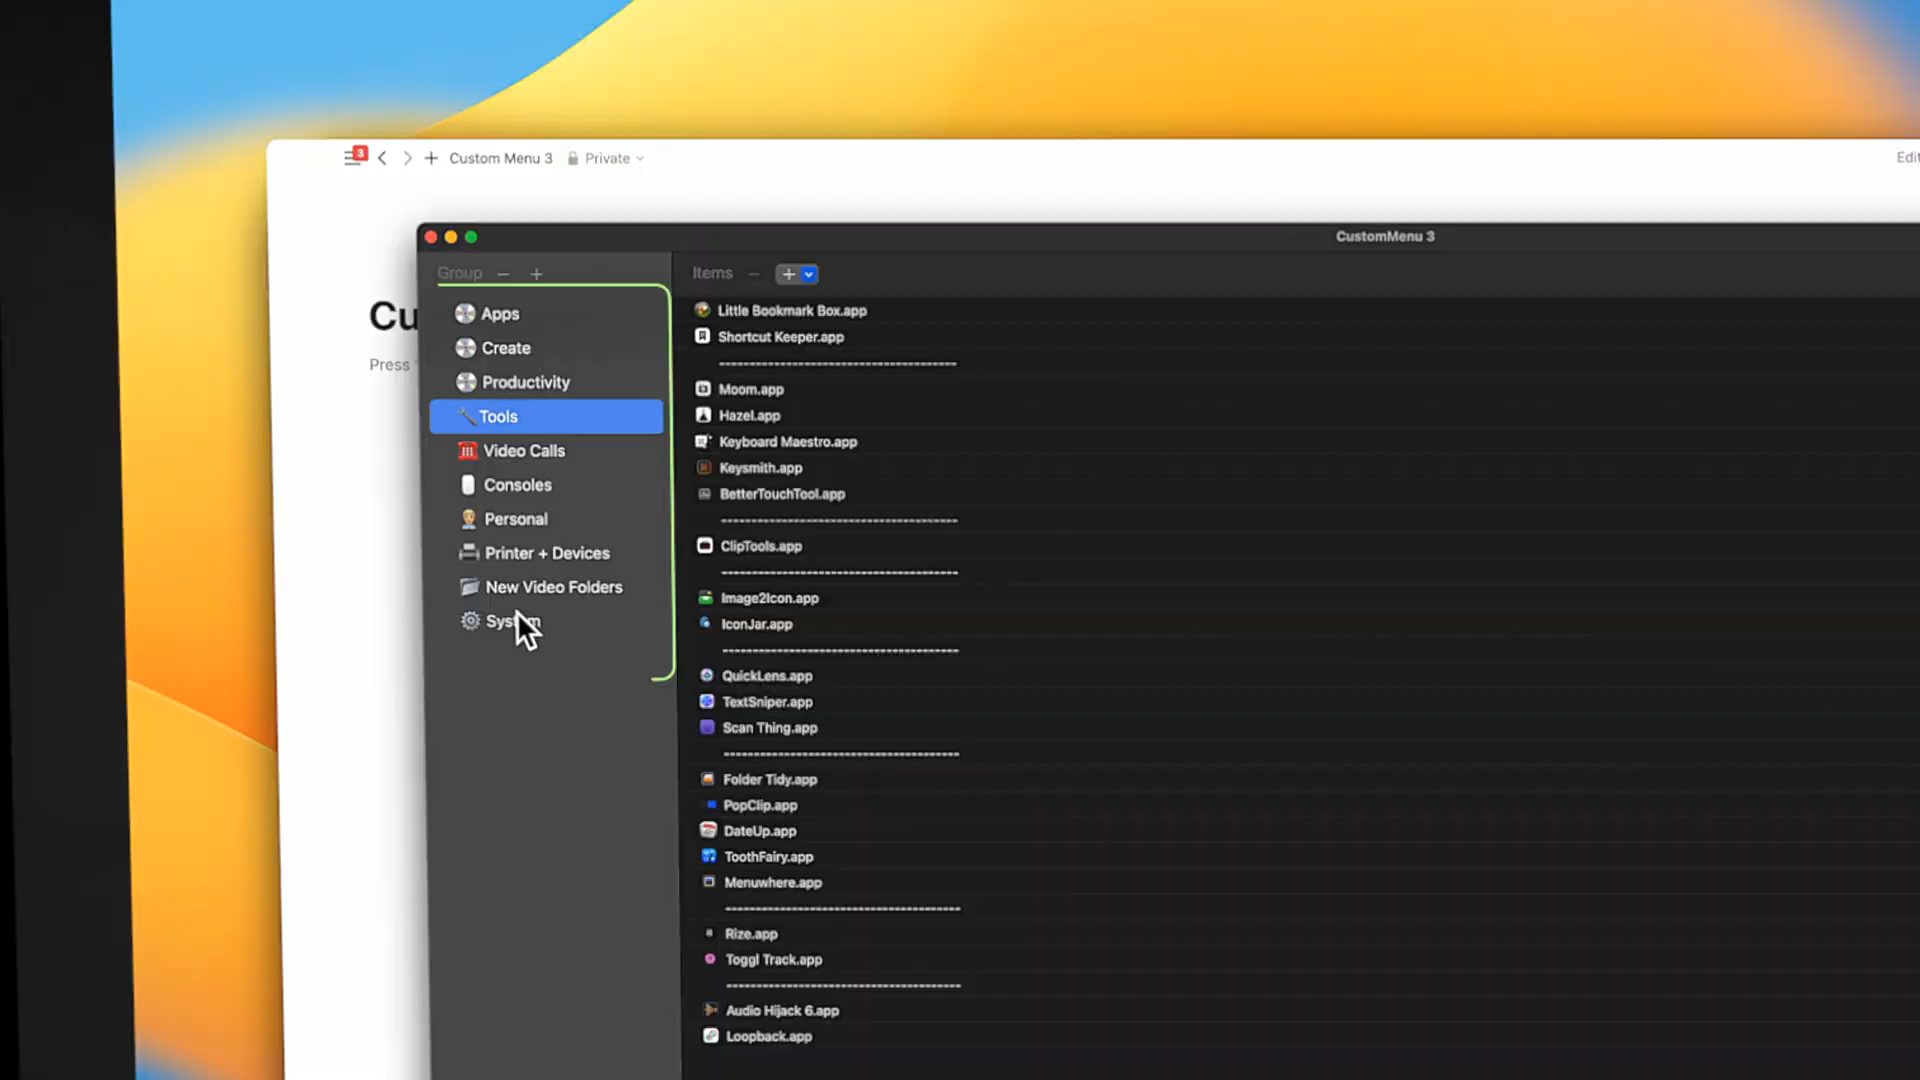 3
Custom Menu 3 Private
CustomMenu 3
Group
Items
Press
Apps
Create
Productivity
Tools
Video Calls
Consoles
Personal
Printer + Devices
New Video Folders
System
Little Bookmark Box.app
Shortcut Keeper.app
---------------------------------------
Moom.app
Hazel.app
Keyboard Maestro.app
Keysmith.app
BetterTouchTool.app
---------------------------------------
ClipTools.app
---------------------------------------
Image2Icon.app
IconJar.app
---------------------------------------
QuickLens.app
TextSniper.app
Scan Thing.app
---------------------------------------
Folder Tidy.app
PopClip.app
DateUp.app
ToothFairy.app
Menuwhere.app
---------------------------------------
Rize.app
Toggl Track.app
---------------------------------------
Audio Hijack 6.app
Loopback.app